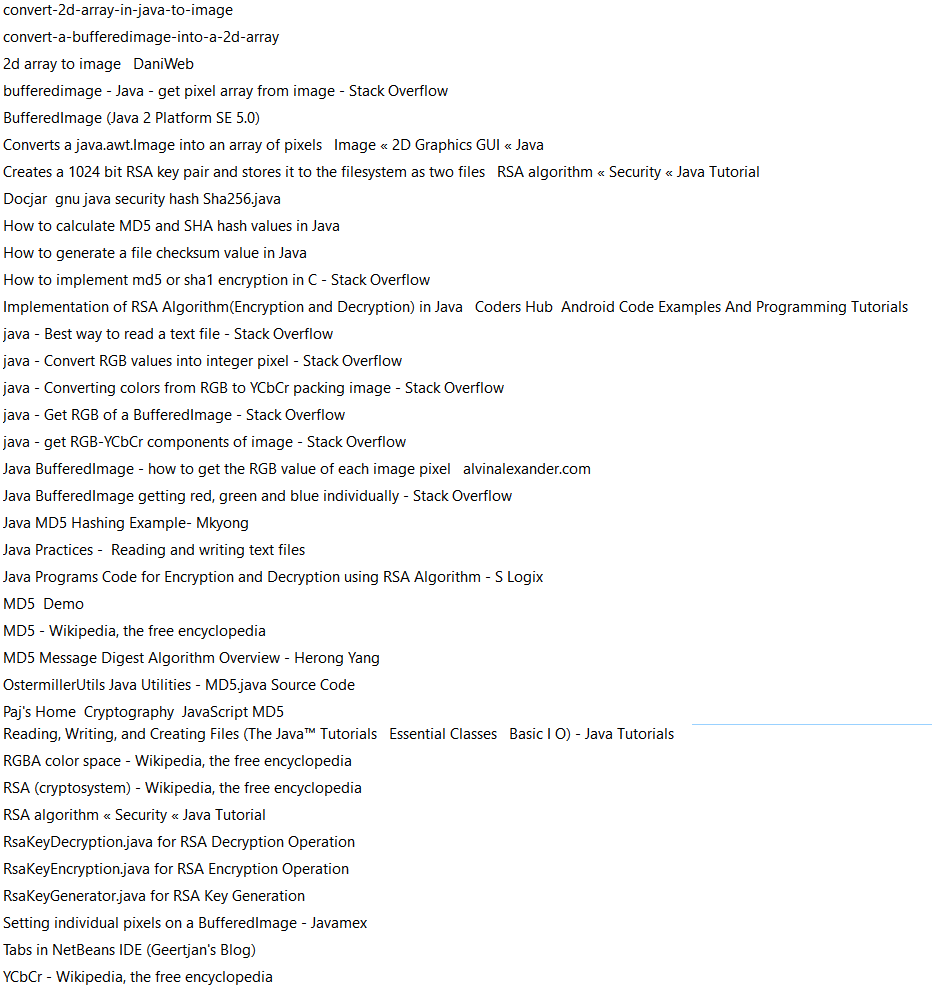 convert-2d-array-in-java-to-image
convert-a-bufferedimage-into-a-2d-array
2d array to image   DaniWeb
bufferedimage - Java - get pixel array from image - Stack Overflow
BufferedImage (Java 2 Platform SE 5.0)
Converts a java.awt.Image into an array of pixels   Image « 2D Graphics GUI « Java
Creates a 1024 bit RSA key pair and stores it to the filesystem as two files   RSA algorithm « Security « Java Tutorial
Docjar  gnu java security hash Sha256.java
How to calculate MD5 and SHA hash values in Java
How to generate a file checksum value in Java
How to implement md5 or sha1 encryption in C - Stack Overflow
Implementation of RSA Algorithm(Encryption and Decryption) in Java   Coders Hub  Android Code Examples And Programming Tutorials
java - Best way to read a text file - Stack Overflow
java - Convert RGB values into integer pixel - Stack Overflow
java - Converting colors from RGB to YCbCr packing image - Stack Overflow
java - Get RGB of a BufferedImage - Stack Overflow
java - get RGB-YCbCr components of image - Stack Overflow
Java BufferedImage - how to get the RGB value of each image pixel   alvinalexander.com
Java BufferedImage getting red, green and blue individually - Stack Overflow
Java MD5 Hashing Example- Mkyong
Java Practices -  Reading and writing text files
Java Programs Code for Encryption and Decryption using RSA Algorithm - S Logix
MD5  Demo
MD5 - Wikipedia, the free encyclopedia
MD5 Message Digest Algorithm Overview - Herong Yang
OstermillerUtils Java Utilities - MD5.java Source Code
Paj's Home  Cryptography  JavaScript MD5
Reading, Writing, and Creating Files (The Java™ Tutorials   Essential Classes   Basic I O) - Java Tutorials
RGBA color space - Wikipedia, the free encyclopedia
RSA (cryptosystem) - Wikipedia, the free encyclopedia
RSA algorithm « Security « Java Tutorial
RsaKeyDecryption.java for RSA Decryption Operation
RsaKeyEncryption.java for RSA Encryption Operation
RsaKeyGenerator.java for RSA Key Generation
Setting individual pixels on a BufferedImage - Javamex
Tabs in NetBeans IDE (Geertjan's Blog)
YCbCr - Wikipedia, the free encyclopedia